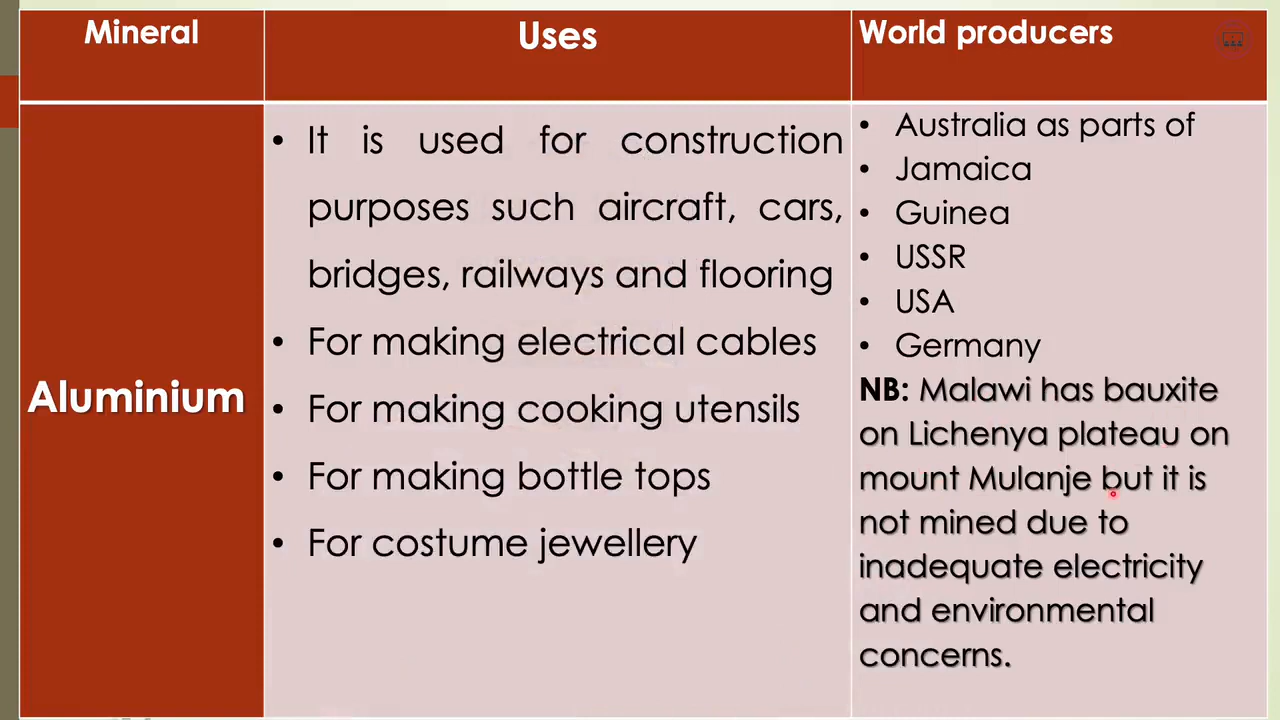 Mineral
Uses
World producers
Aluminium
• It is used for construction
purposes such aircraft, cars,
bridges, railways and flooring
• For making electrical cables
• For making cooking utensils
• For making bottle tops
• For costume jewellery
• Australia as parts of
• Jamaica
• Guinea
• USSR
• USA
• Germany
NB: Malawi has bauxite
on Lichenya plateau on
mount Mulanje but it is
not mined due to
inadequate electricity
and environmental
concerns.